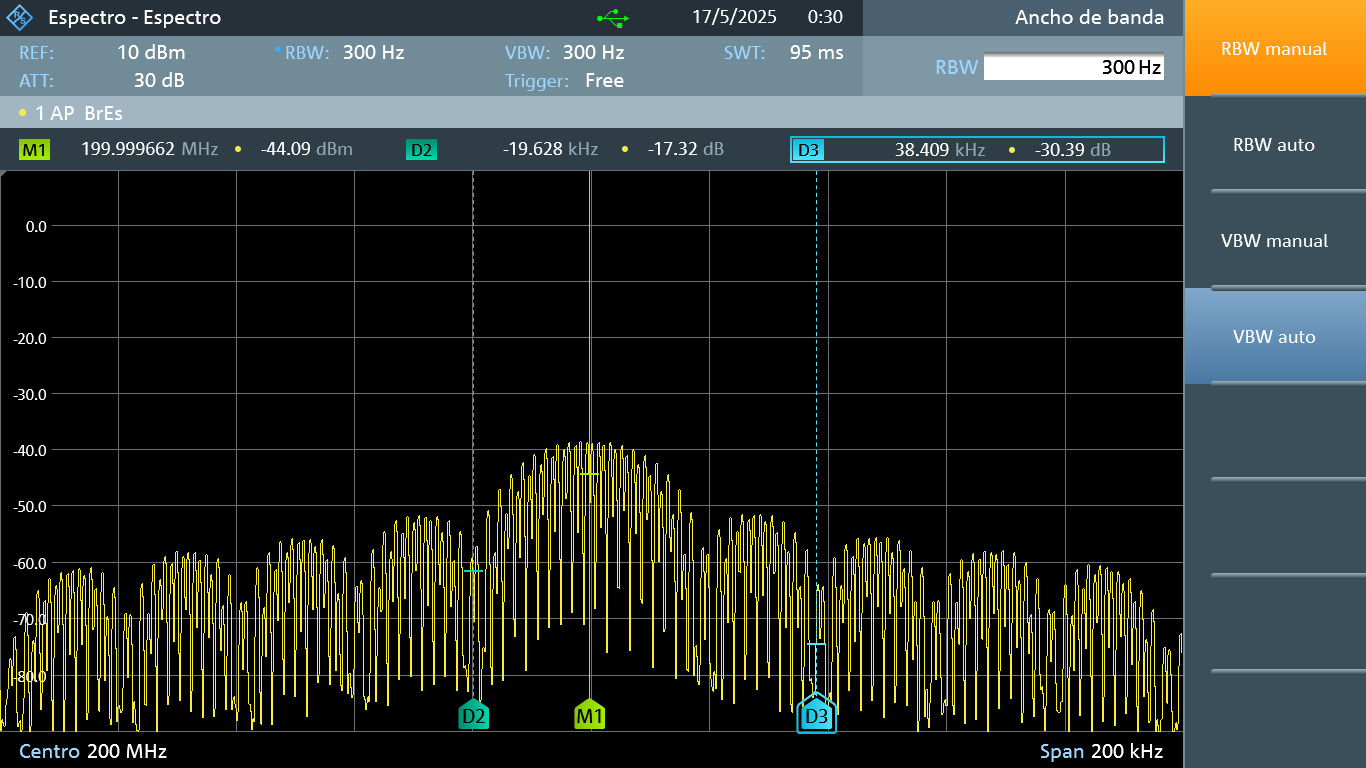 Espectro - Espectro 17/5/2025 0:30 Ancho de banda
REF: 10 dBm RBW: 300 Hz VBW: 300 Hz SWT: 95 ms
ATT: 30 dB Trigger: Free
RBW 300 Hz
1 AP BrEs
M1 199.999662 MHz • -44.09 dBm D2 -19.628 kHz • -17.32 dB D3 38.409 kHz • -30.39 dB
0.0
-10.0
-20.0
-30.0
-40.0
-50.0
-60.0
-70.0
-80.0
D2 M1 D3
Centro 200 MHz Span 200 kHz
RBW manual
RBW auto
VBW manual
VBW auto